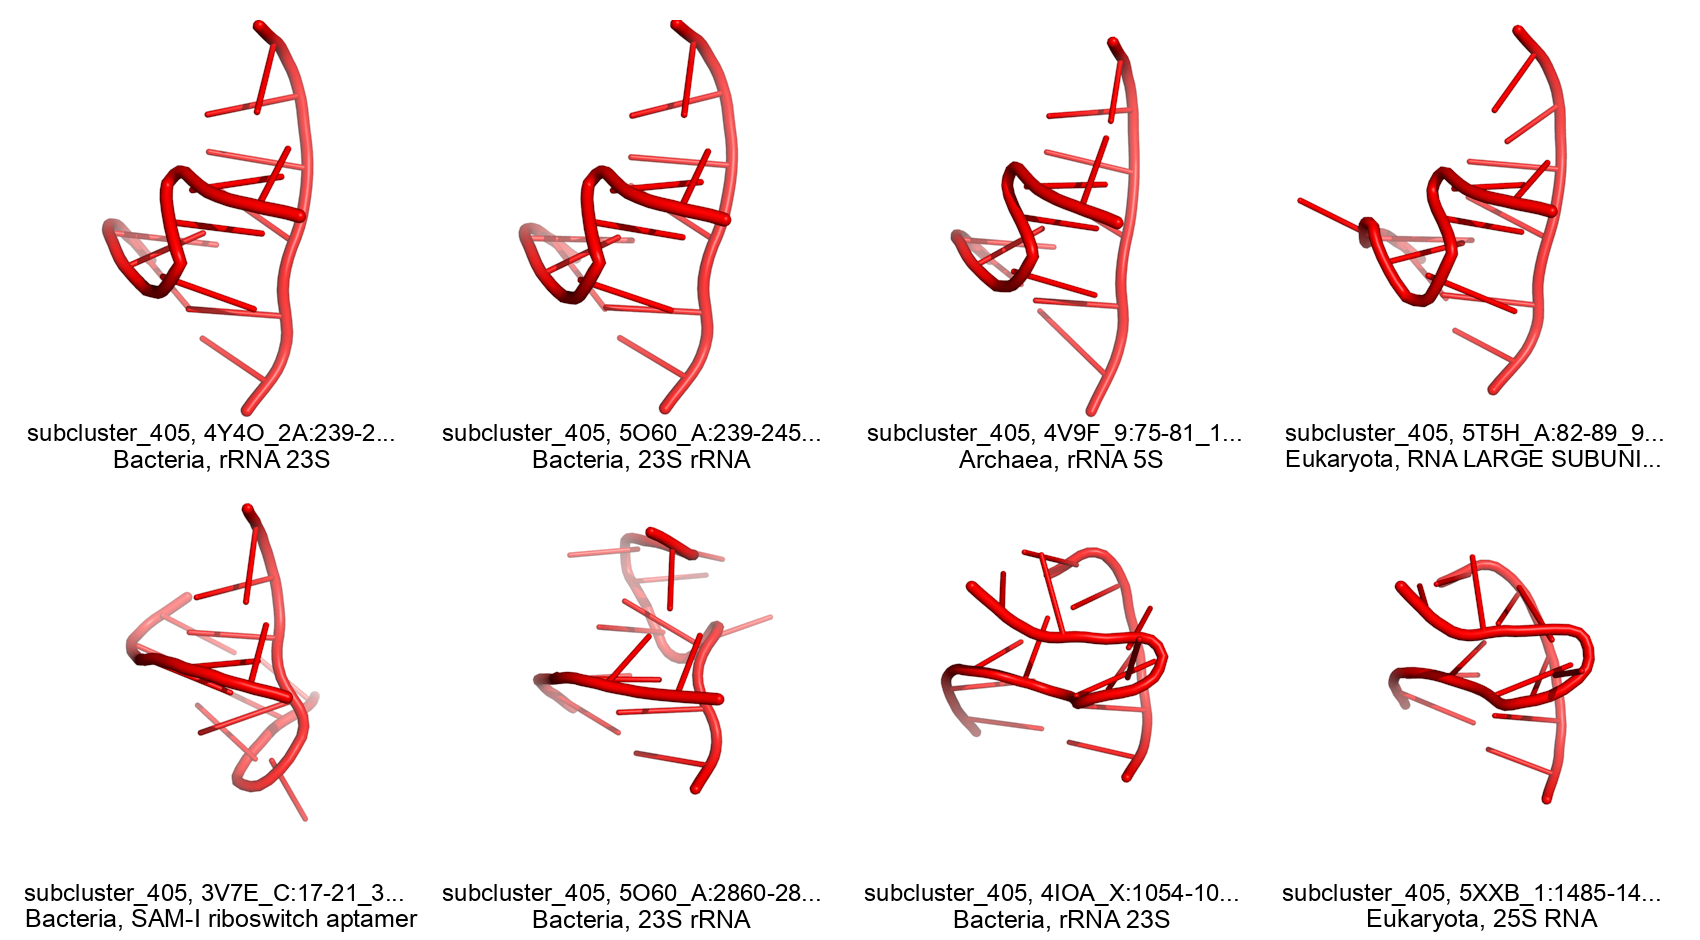 subcluster_405, 4Y4O_2A:239-2...
Bacteria, rRNA 23S
subcluster_405, 5O60_A:239-245...
Bacteria, 23S rRNA
subcluster_405, 4V9F_9:75-81_1...
Archaea, rRNA 5S
subcluster_405, 5T5H_A:82-89_9...
Eukaryota, RNA LARGE SUBUNI...
subcluster_405, 3V7E_C:17-21_3...
Bacteria, SAM-I riboswitch aptamer
subcluster_405, 5O60_A:2860-28...
Bacteria, 23S rRNA
subcluster_405, 4IOA_X:1054-10...
Bacteria, rRNA 23S
subcluster_405, 5XXB_1:1485-14...
Eukaryota, 25S RNA